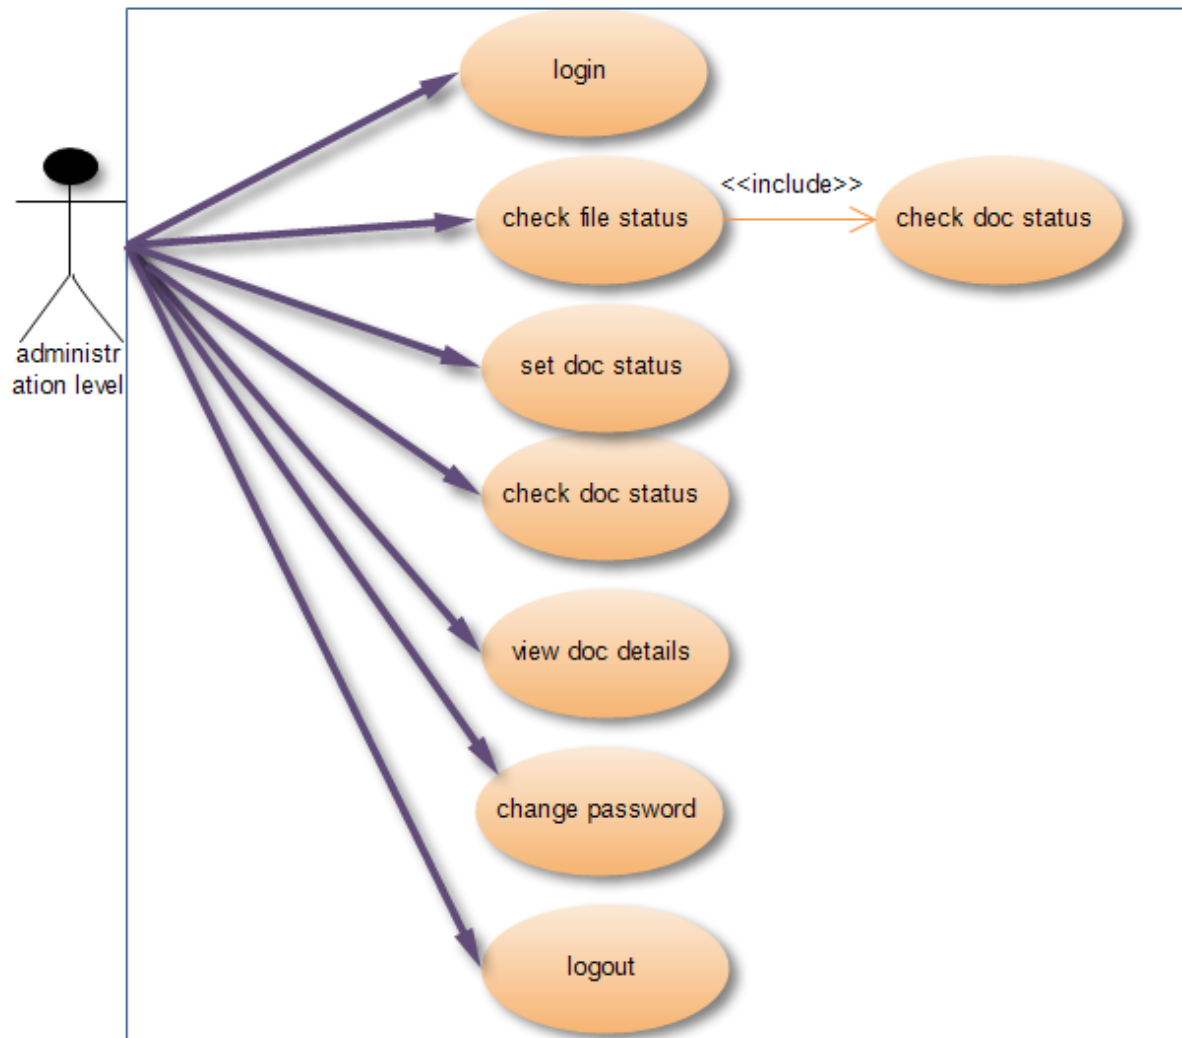 login
check file status
<<include>>
check doc status
administr
ation level
set doc status
check doc status
view doc details
change password
logout